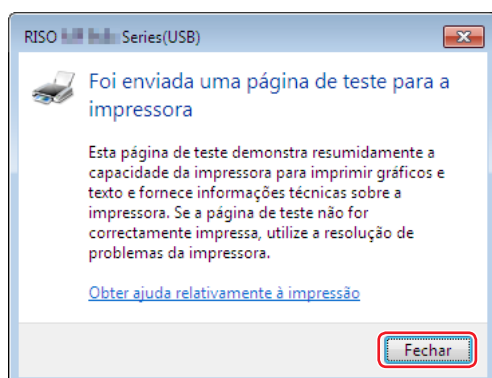 RISO Series(USB)
Foi enviada uma página de teste para a
impressora
Esta página de teste demonstra resumidamente a
capacidade da impressora para imprimir gráficos e
texto e fornece informações técnicas sobre a
impressora. Se a página de teste não for
correctamente impressa, utilize a resolução de
problemas da impressora.
Obter ajuda relativamente à impressão
Fechar